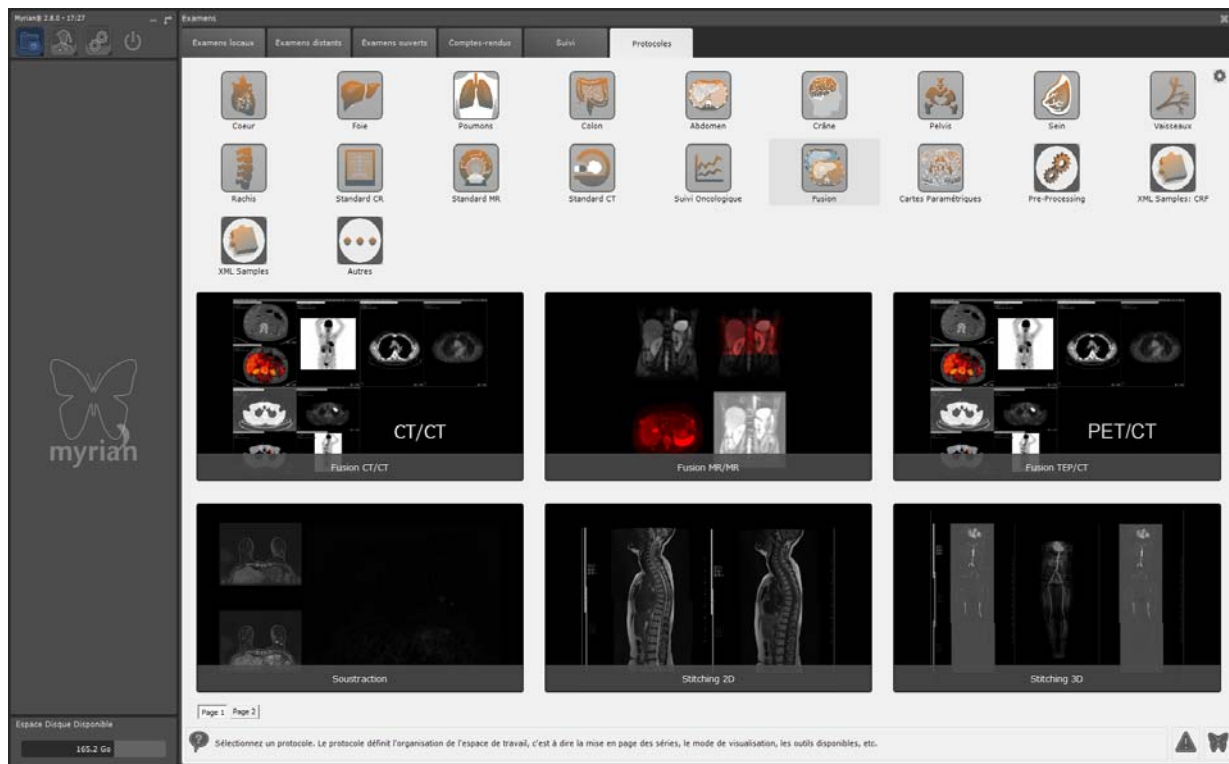 Myrian® 2.8.0 - 17:27
Examens
Examens locaux Examens distants Examens ouverts Comptes-rendus Suivi Protocoles
Coeur Foie Poumons Colon Abdomen Crâne Pelvis Sein Vaisseaux
Rachis Standard CR Standard MR Standard CT Suivi Oncologique Fusion Cartes Paramétriques Pre-Processing XML Samples: CRF
XML Samples Autres
CT/CT PET/CT
Fusion CT/CT Fusion MR/MR Fusion TEP/CT
myrian
Soustraction Stitching 2D Stitching 3D
Page 1 Page 2
Espace Disque Disponible
165.2 Go
Sélectionnez un protocole. Le protocole définit l'organisation de l'espace de travail, c'est à dire la mise en page des séries, le mode de visualisation, les outils disponibles, etc.